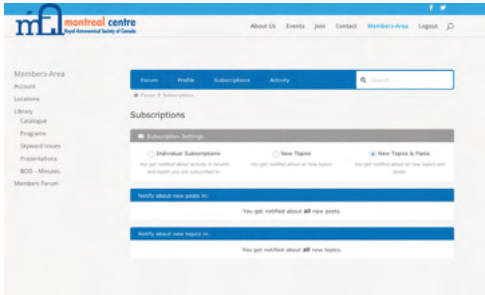 montreal centre
Royal Astronomical Society of Canada
About Us Events Join Contact Members-Area Logout
Members-Area
Account
Locations
Library
Catalogue
Programs
Skyward Issues
Presentations
BOD - Minutes
Members Forum
Forum Profile Subscriptions Activity Search
Forum Subscriptions
Subscriptions
Subscription Settings
Individual Subscriptions
You get notified about activity in forums and topics you are subscribed to.
New Topics
You get notified about all new topics.
New Topics & Posts
You get notified about all new topics and posts.
Notify about new posts in:
You get notified about all new posts.
Notify about new topics in:
You get notified about all new topics.